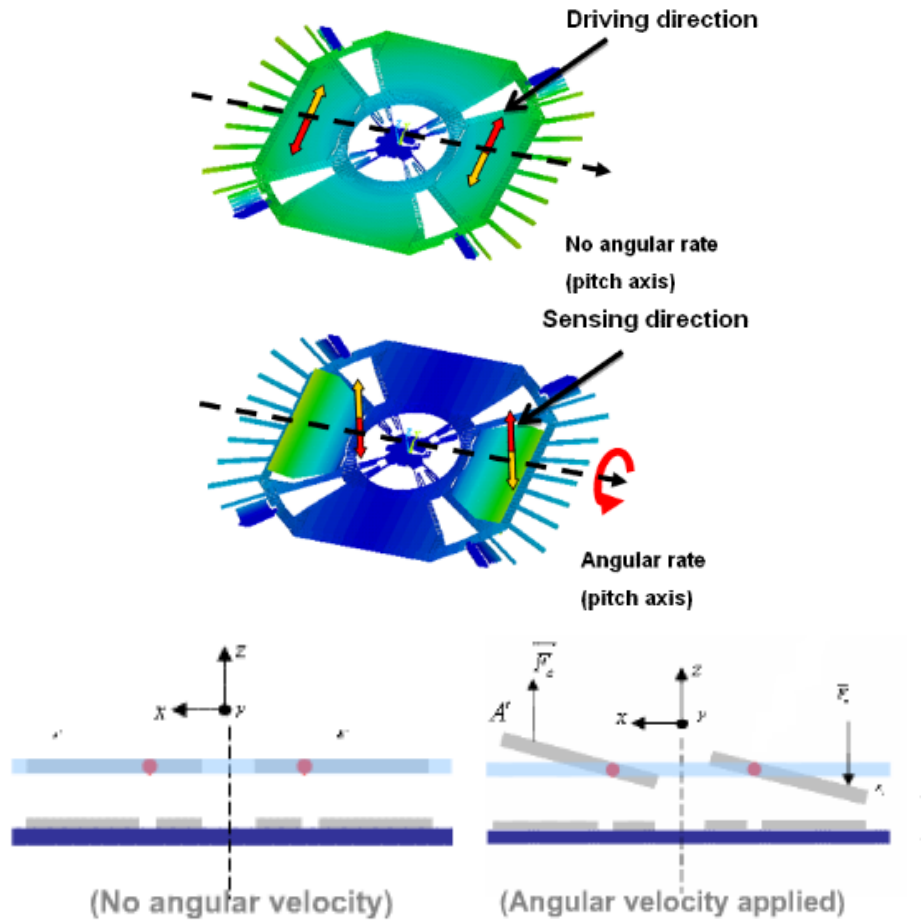 Driving direction
No angular rate
(pitch axis)
Sensing direction
Angular rate
(pitch axis)
z
x
y
z
A'
x
y
(No angular velocity)
(Angular velocity applied)